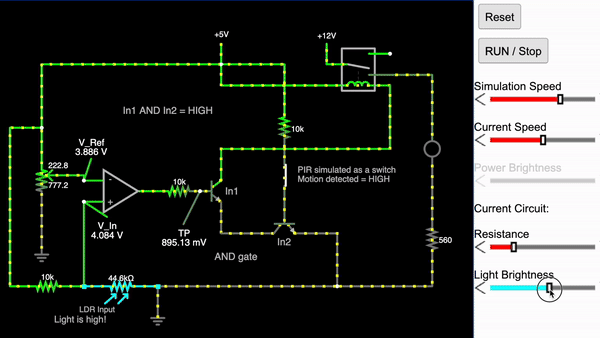 +5V
+12V
Reset
RUN / Stop
Simulation Speed
Current Speed
Power Brightness
Current Circuit:
Resistance
Light Brightness
In1 AND In2 = HIGH
10k
V_Ref
3.886 V
222.8
777.2
-
+
V_In
4.084 V
10k
In1
TP
895.13 mV
PIR simulated as a switch
Motion detected = HIGH
In2
AND gate
560
10k
44.6kΩ
LDR Input
Light is high!